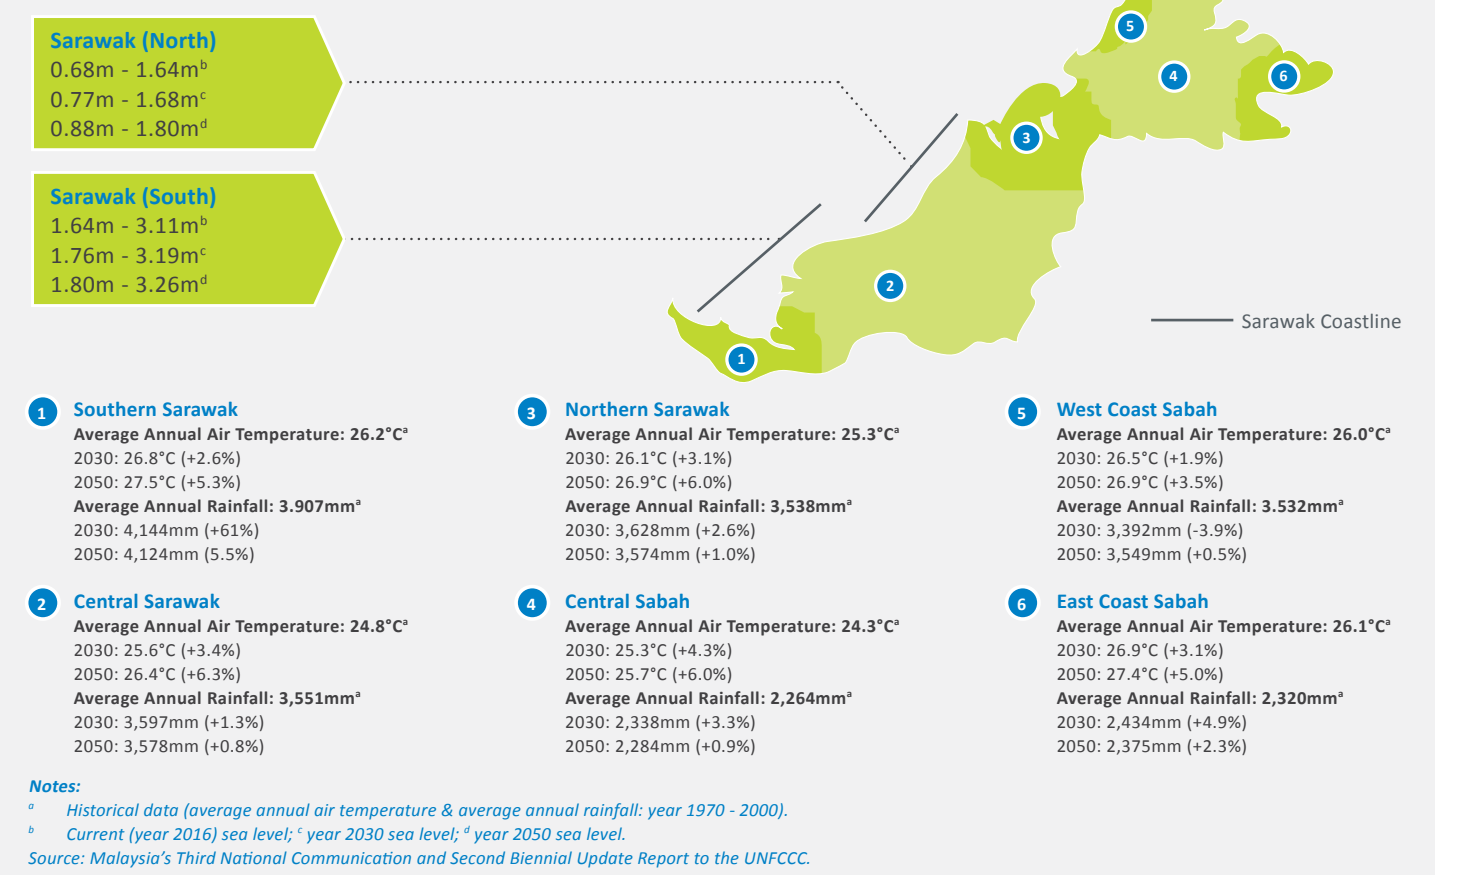 Sarawak (North)
0.68m - 1.64mᵇ
0.77m - 1.68mᶜ
0.88m - 1.80mᵈ
Sarawak (South)
1.64m - 3.11mᵇ
1.76m - 3.19mᶜ
1.80m - 3.26mᵈ
5
4
6
3
2
1
Sarawak Coastline
1 Southern Sarawak
Average Annual Air Temperature: 26.2°Cᵃ
2030: 26.8°C (+2.6%)
2050: 27.5°C (+5.3%)
Average Annual Rainfall: 3.907mmᵃ
2030: 4,144mm (+61%)
2050: 4,124mm (5.5%)
2 Central Sarawak
Average Annual Air Temperature: 24.8°Cᵃ
2030: 25.6°C (+3.4%)
2050: 26.4°C (+6.3%)
Average Annual Rainfall: 3,551mmᵃ
2030: 3,597mm (+1.3%)
2050: 3,578mm (+0.8%)
3 Northern Sarawak
Average Annual Air Temperature: 25.3°Cᵃ
2030: 26.1°C (+3.1%)
2050: 26.9°C (+6.0%)
Average Annual Rainfall: 3,538mmᵃ
2030: 3,628mm (+2.6%)
2050: 3,574mm (+1.0%)
4 Central Sabah
Average Annual Air Temperature: 24.3°Cᵃ
2030: 25.3°C (+4.3%)
2050: 25.7°C (+6.0%)
Average Annual Rainfall: 2,264mmᵃ
2030: 2,338mm (+3.3%)
2050: 2,284mm (+0.9%)
5 West Coast Sabah
Average Annual Air Temperature: 26.0°Cᵃ
2030: 26.5°C (+1.9%)
2050: 26.9°C (+3.5%)
Average Annual Rainfall: 3.532mmᵃ
2030: 3,392mm (-3.9%)
2050: 3,549mm (+0.5%)
6 East Coast Sabah
Average Annual Air Temperature: 26.1°Cᵃ
2030: 26.9°C (+3.1%)
2050: 27.4°C (+5.0%)
Average Annual Rainfall: 2,320mmᵃ
2030: 2,434mm (+4.9%)
2050: 2,375mm (+2.3%)
Notes:
ᵃ Historical data (average annual air temperature & average annual rainfall: year 1970 - 2000).
ᵇ Current (year 2016) sea level; ᶜ year 2030 sea level; ᵈ year 2050 sea level.
Source: Malaysia's Third National Communication and Second Biennial Update Report to the UNFCCC.